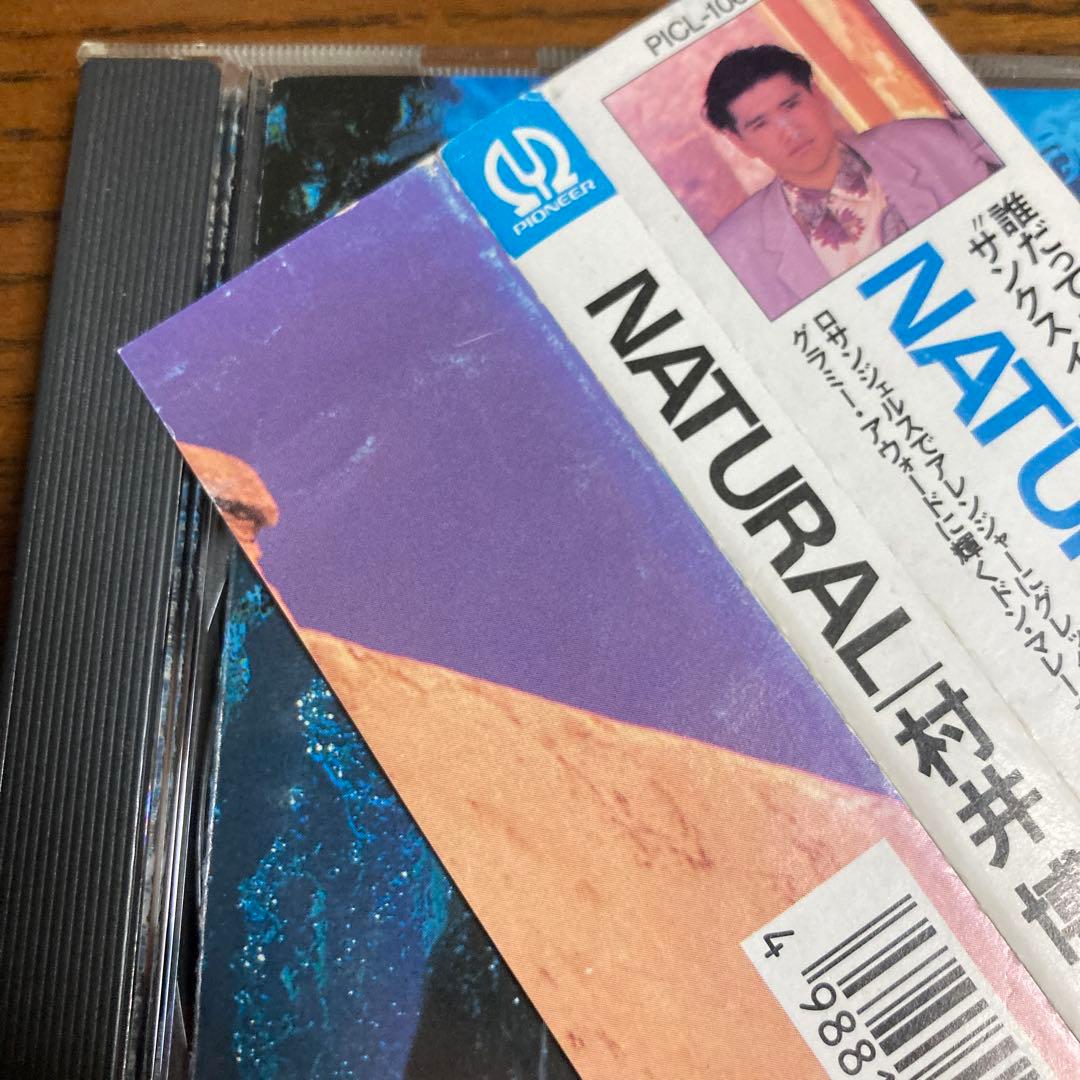 PICL-10
PIONEER
NATURAL/村井
誰だって
"サンクス
NATU
ロサンジェルスでアレンジャーにグレッグ
グラミー・アウォードに輝くドン・マレー
4 988